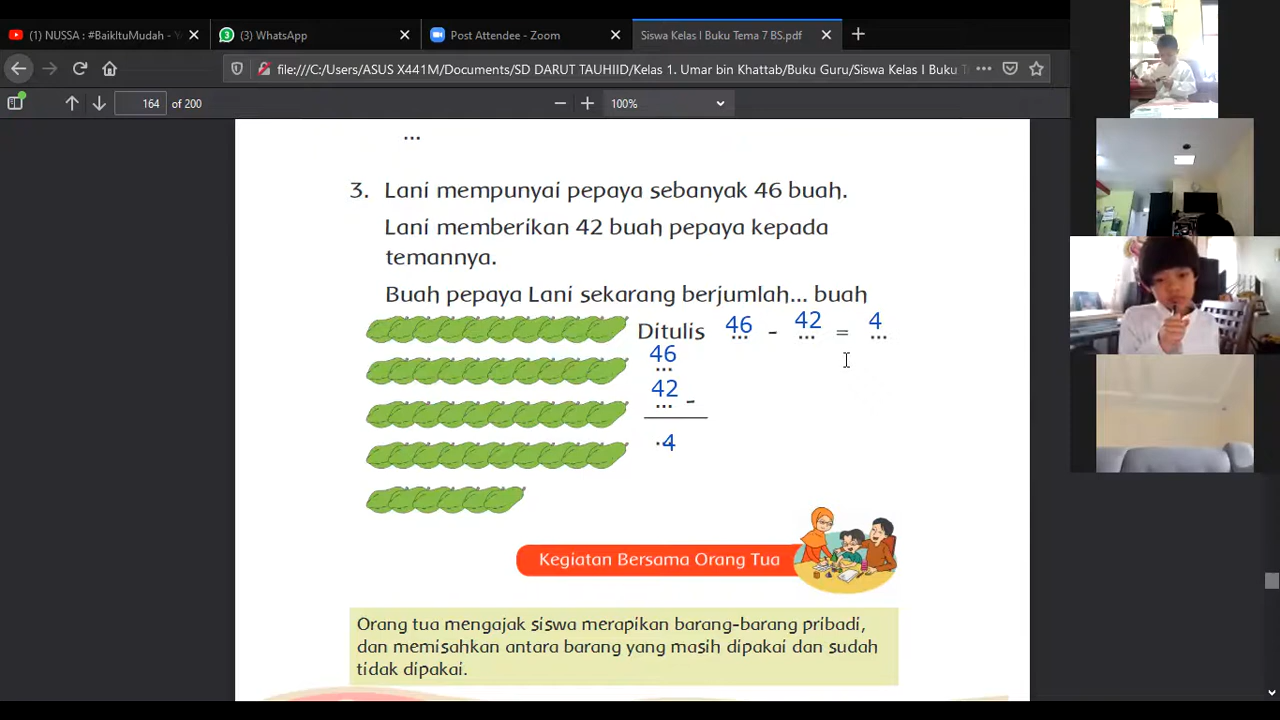 (1) NUSSA : #BaikItuMudah - Y
(3) WhatsApp
Post Attendee - Zoom
Siswa Kelas I Buku Tema 7 BS.pdf
file:///C:/Users/ASUS X441M/Documents/SD DARUT TAUHIID/Kelas 1. Umar bin Khattab/Buku Guru/Siswa Kelas I Buku
164 of 200
100%
...
3. Lani mempunyai pepaya sebanyak 46 buah.
Lani memberikan 42 buah pepaya kepada
temannya.
Buah pepaya Lani sekarang berjumlah... buah
Ditulis 46 - 42 = 4
... ... ...
46
...
42
... -
4
Kegiatan Bersama Orang Tua
Orang tua mengajak siswa merapikan barang-barang pribadi,
dan memisahkan antara barang yang masih dipakai dan sudah
tidak dipakai.